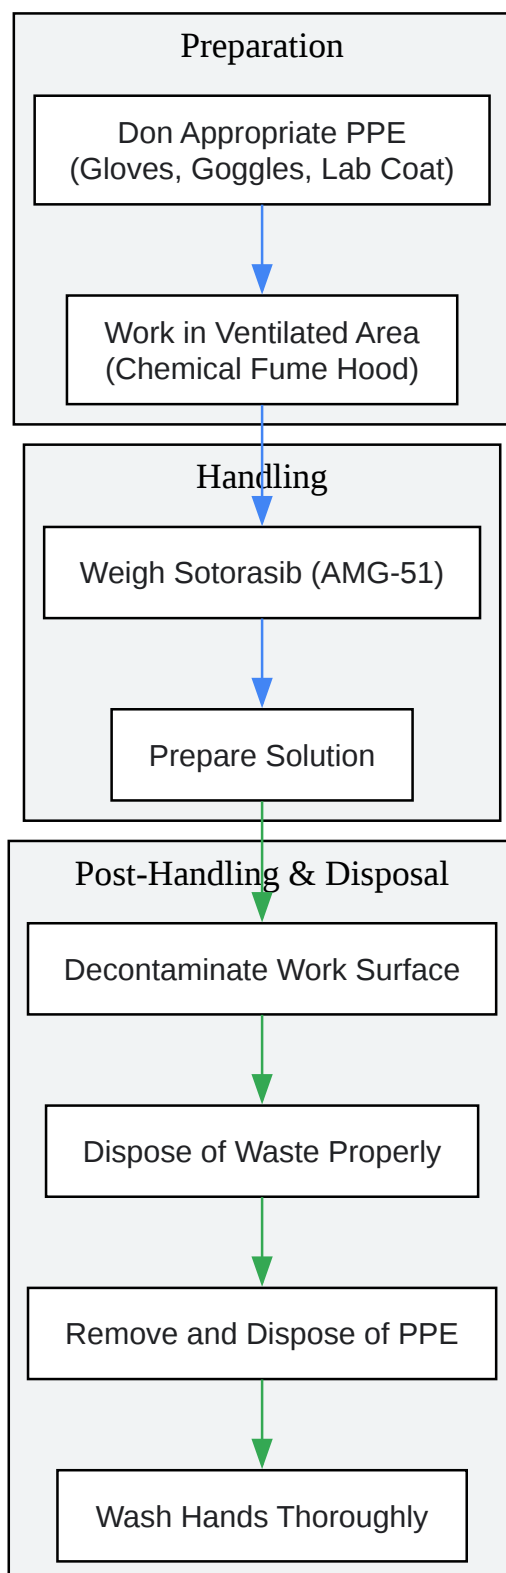 Preparation
Don Appropriate PPE
(Gloves, Goggles, Lab Coat)
Work in Ventilated Area
(Chemical Fume Hood)
Handling
Weigh Sotorasib (AMG-51)
Prepare Solution
Post-Handling & Disposal
Decontaminate Work Surface
Dispose of Waste Properly
Remove and Dispose of PPE
Wash Hands Thoroughly